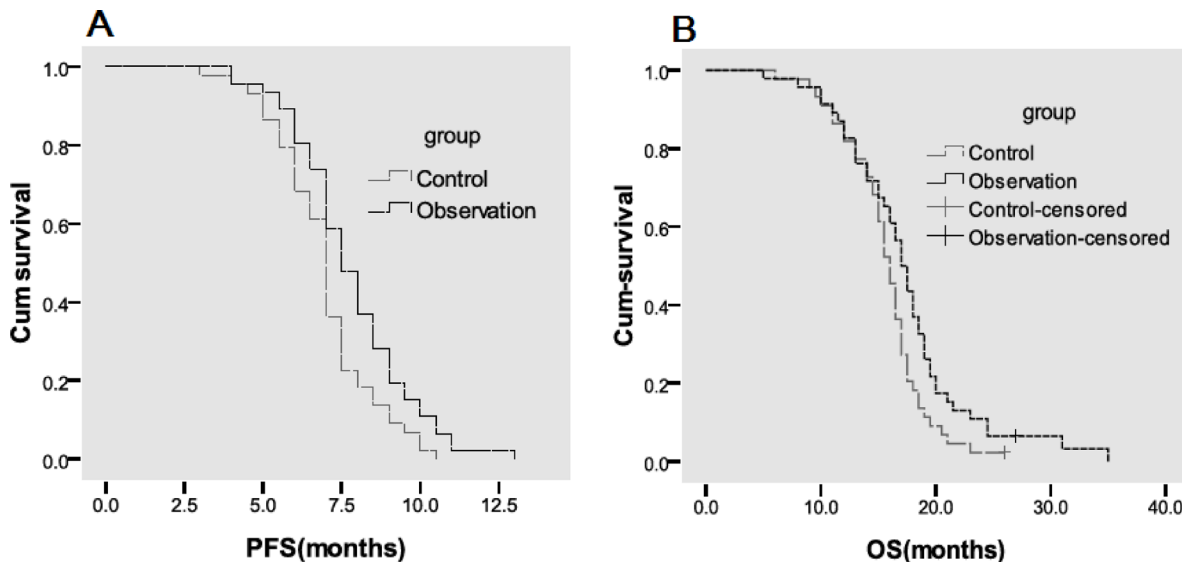 A
Cum survival
1.0
0.8
0.6
0.4
0.2
0.0
group
Control
Observation
0.0 2.5 5.0 7.5 10.0 12.5
PFS(months)
B
Cum-survival
1.0
0.8
0.6
0.4
0.2
0.0
group
Control
Observation
Control-censored
Observation-censored
0.0 10.0 20.0 30.0 40.0
OS(months)